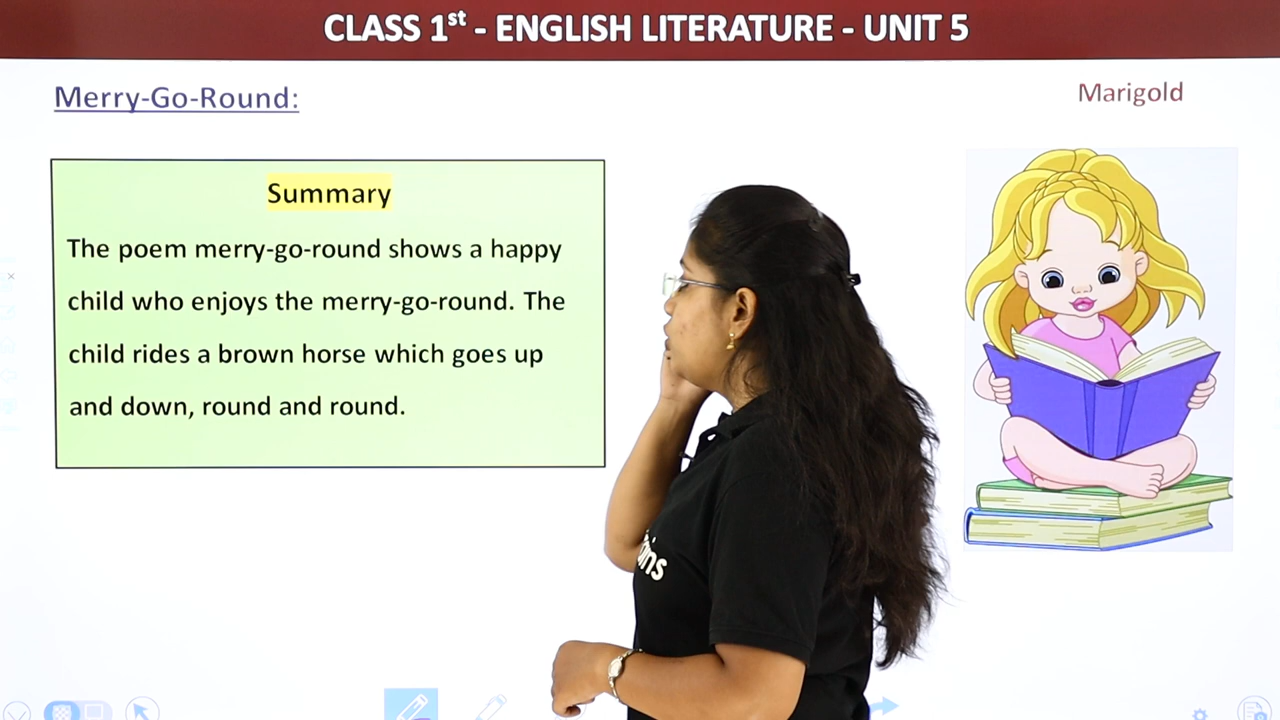 CLASS 1st - ENGLISH LITERATURE - UNIT 5
Merry-Go-Round:
Marigold
Summary
The poem merry-go-round shows a happy
child who enjoys the merry-go-round. The
child rides a brown horse which goes up
and down, round and round.